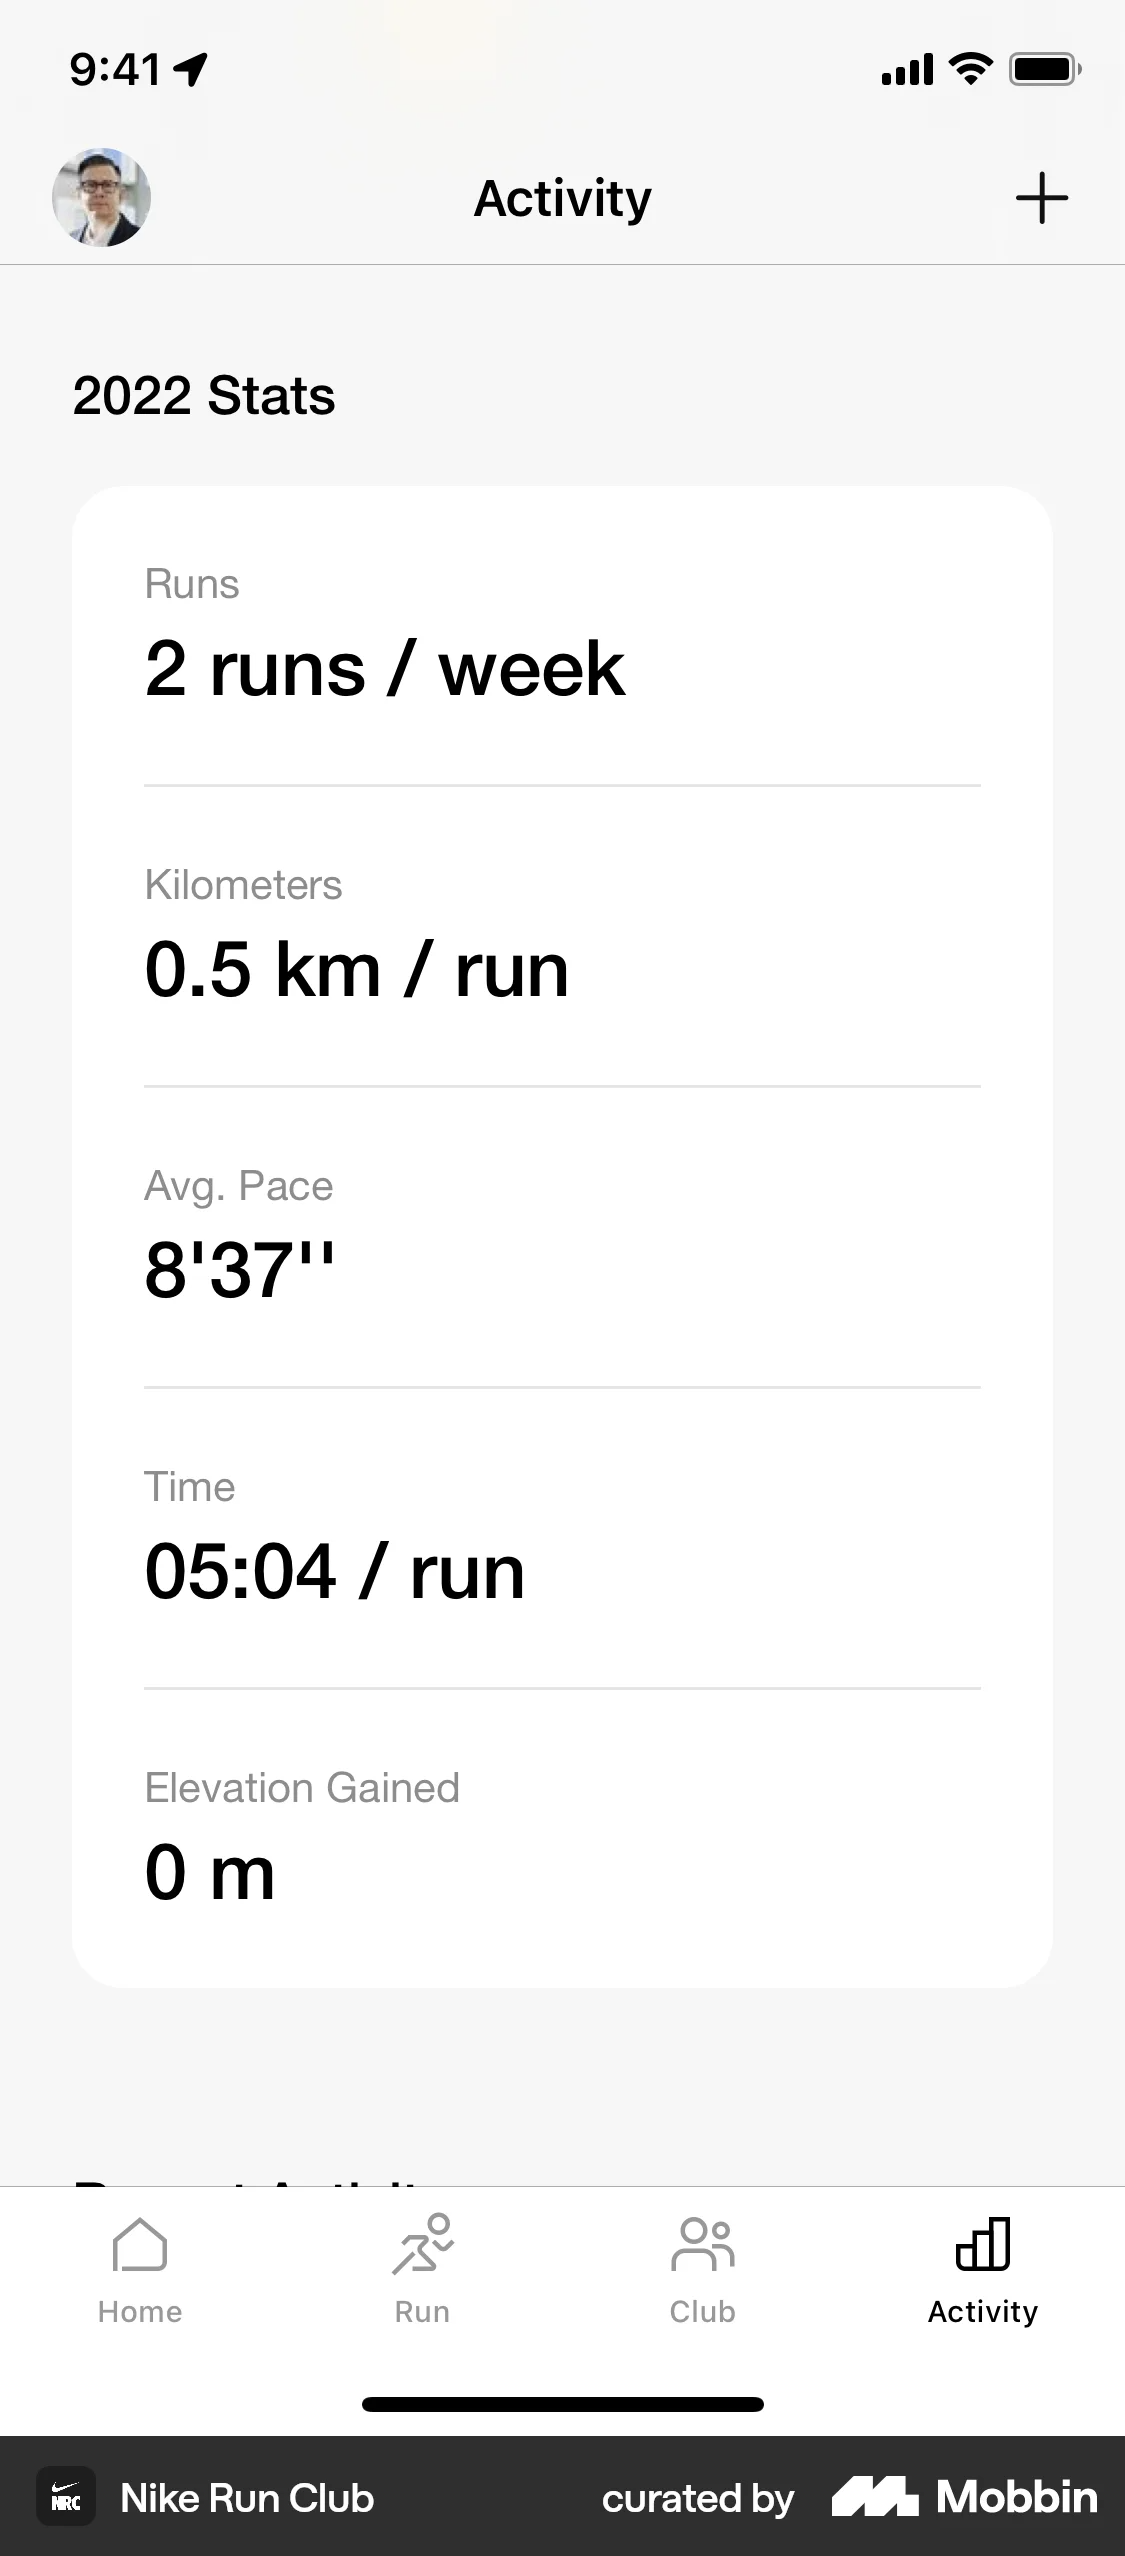 9:41
Activity
2022 Stats
Runs
2 runs / week
Kilometers
0.5 km / run
Avg. Pace
8'37''
Time
05:04 / run
Elevation Gained
0 m
Home
Run
Club
Activity
NRC
Nike Run Club
curated by
Mobbin